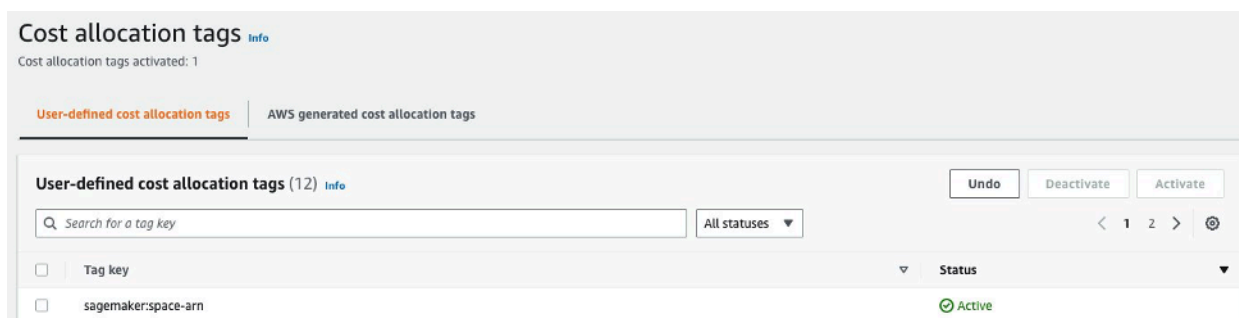 Cost allocation tags Info
Cost allocation tags activated: 1
User-defined cost allocation tags AWS generated cost allocation tags
User-defined cost allocation tags (12) Info Undo Deactivate Activate
Search for a tag key All statuses 1 2
Tag key Status
sagemaker:space-arn Active